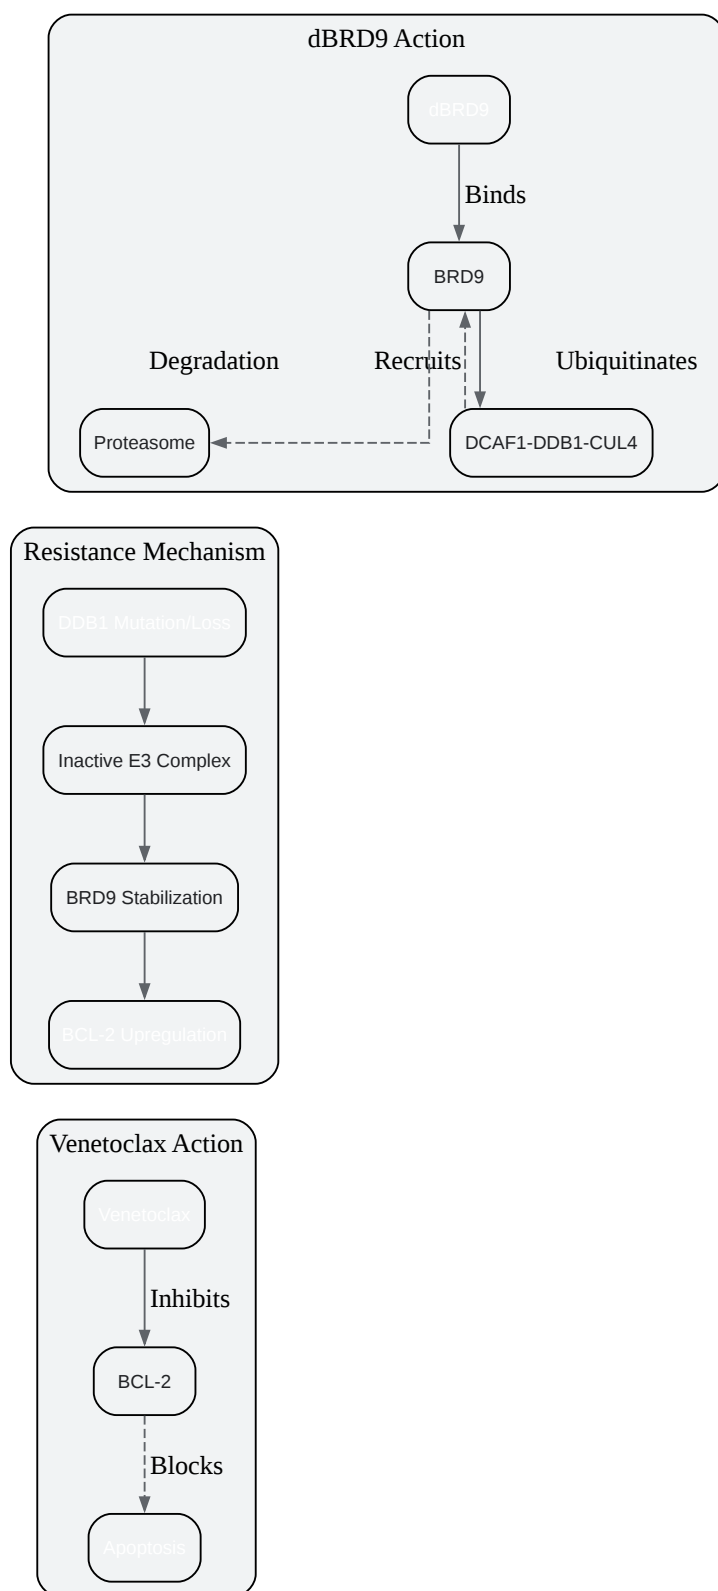 dBRD9 Action
dBRD9
Binds
BRD9
Degradation
Recruits
Ubiquitinates
Proteasome
DCAF1-DDB1-CUL4
Resistance Mechanism
DDB1 Mutation/Loss
Inactive E3 Complex
BRD9 Stabilization
BCL-2 Upregulation
Venetoclax Action
Venetoclax
Inhibits
BCL-2
Blocks
Apoptosis